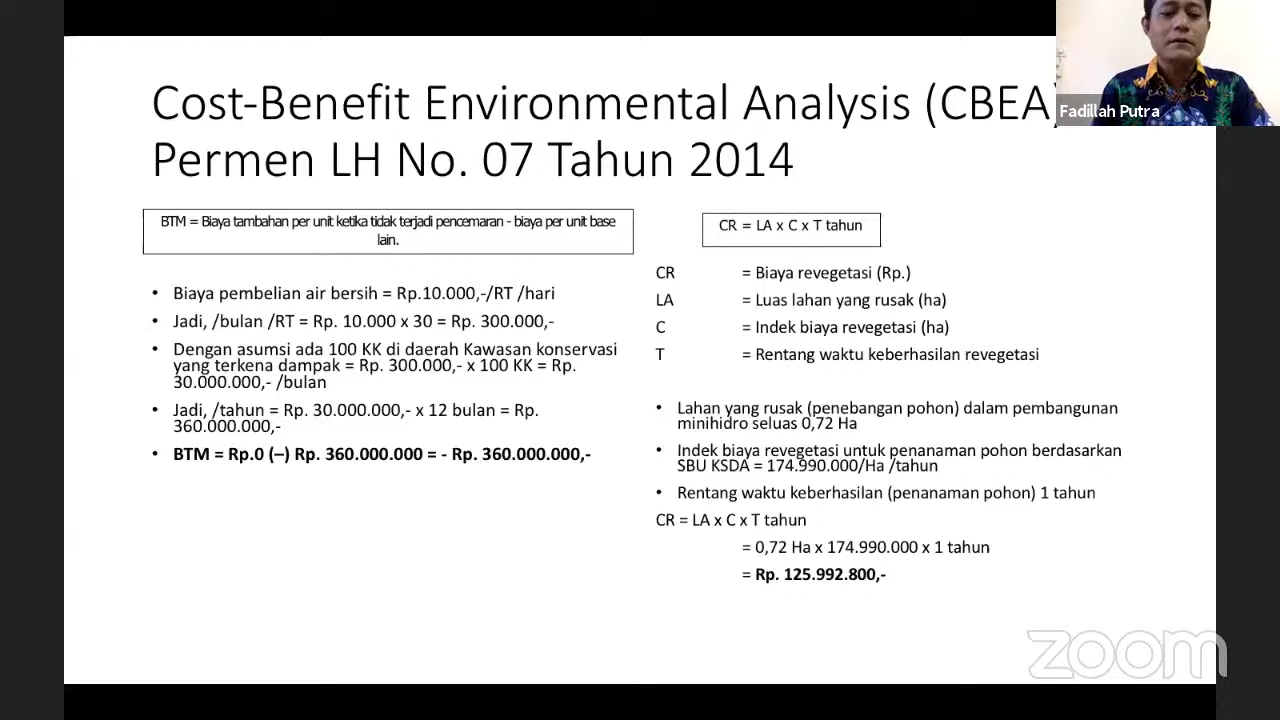 Cost-Benefit Environmental Analysis (CBEA)
Permen LH No. 07 Tahun 2014
Fadillah Putra
BTM = Biaya tambahan per unit ketika tidak terjadi pencemaran - biaya per unit base
lain.
• Biaya pembelian air bersih = Rp.10.000,-/RT /hari
• Jadi, /bulan /RT = Rp. 10.000 x 30 = Rp. 300.000,-
• Dengan asumsi ada 100 KK di daerah Kawasan konservasi
yang terkena dampak = Rp. 300.000,- x 100 KK = Rp.
30.000.000,- /bulan
• Jadi, /tahun = Rp. 30.000.000,- x 12 bulan = Rp.
360.000.000,-
• BTM = Rp.0 (–) Rp. 360.000.000 = - Rp. 360.000.000,-
CR = LA x C x T tahun
CR = Biaya revegetasi (Rp.)
LA = Luas lahan yang rusak (ha)
C = Indek biaya revegetasi (ha)
T = Rentang waktu keberhasilan revegetasi
• Lahan yang rusak (penebangan pohon) dalam pembangunan
minihidro seluas 0,72 Ha
• Indek biaya revegetasi untuk penanaman pohon berdasarkan
SBU KSDA = 174.990.000/Ha /tahun
• Rentang waktu keberhasilan (penanaman pohon) 1 tahun
CR = LA x C x T tahun
= 0,72 Ha x 174.990.000 x 1 tahun
= Rp. 125.992.800,-
zoom